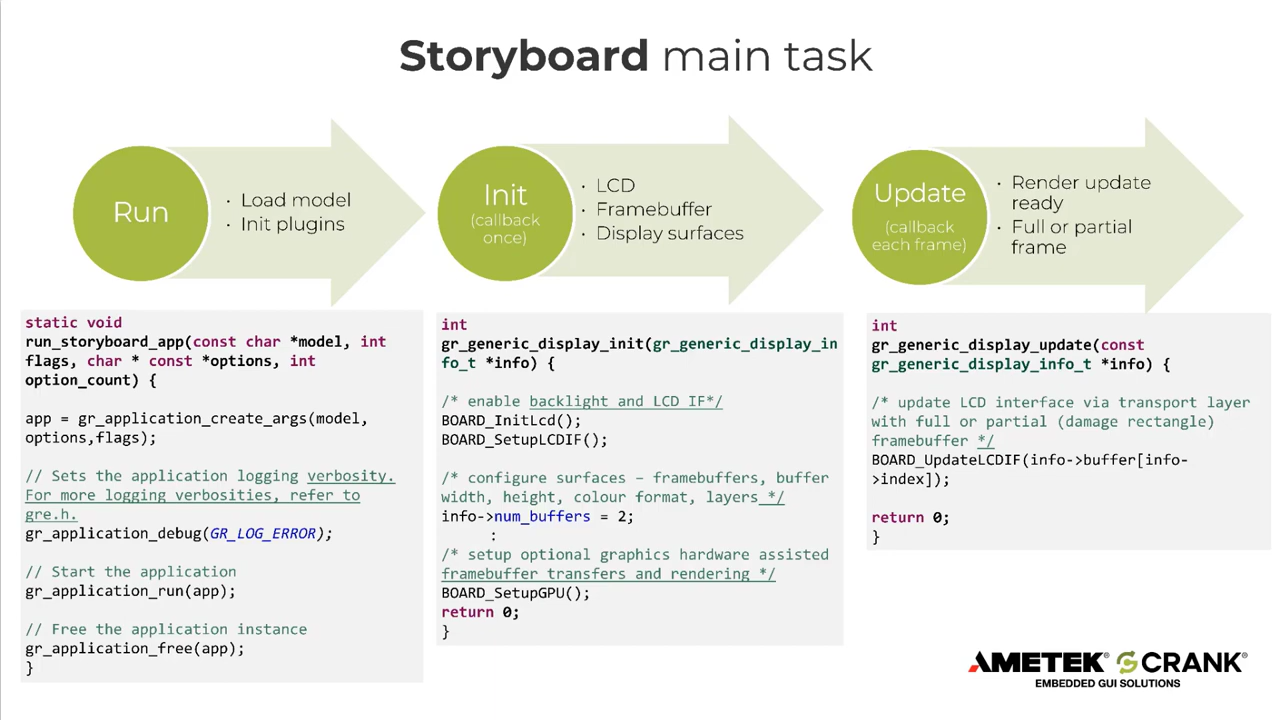 Storyboard main task
Run
• Load model
• Init plugins
Init
(callback
once)
• LCD
• Framebuffer
• Display surfaces
Update
(callback
each frame)
• Render update
ready
• Full or partial
frame
static void
run_storyboard_app(const char *model, int
flags, char * const *options, int
option_count) {
app = gr_application_create_args(model,
options,flags);
// Sets the application logging verbosity.
For more logging verbosities, refer to
gre.h.
gr_application_debug(GR_LOG_ERROR);
// Start the application
gr_application_run(app);
// Free the application instance
gr_application_free(app);
}
int
gr_generic_display_init(gr_generic_display_in
fo_t *info) {
/* enable backlight and LCD IF*/
BOARD_InitLcd();
BOARD_SetupLCDIF();
/* configure surfaces – framebuffers, buffer
width, height, colour format, layers */
info->num_buffers = 2;
:
/* setup optional graphics hardware assisted
framebuffer transfers and rendering */
BOARD_SetupGPU();
return 0;
}
int
gr_generic_display_update(const
gr_generic_display_info_t *info) {
/* update LCD interface via transport layer
with full or partial (damage rectangle)
framebuffer */
BOARD_UpdateLCDIF(info->buffer[info-
>index]);
return 0;
}
AMETEK® CRANK®
EMBEDDED GUI SOLUTIONS